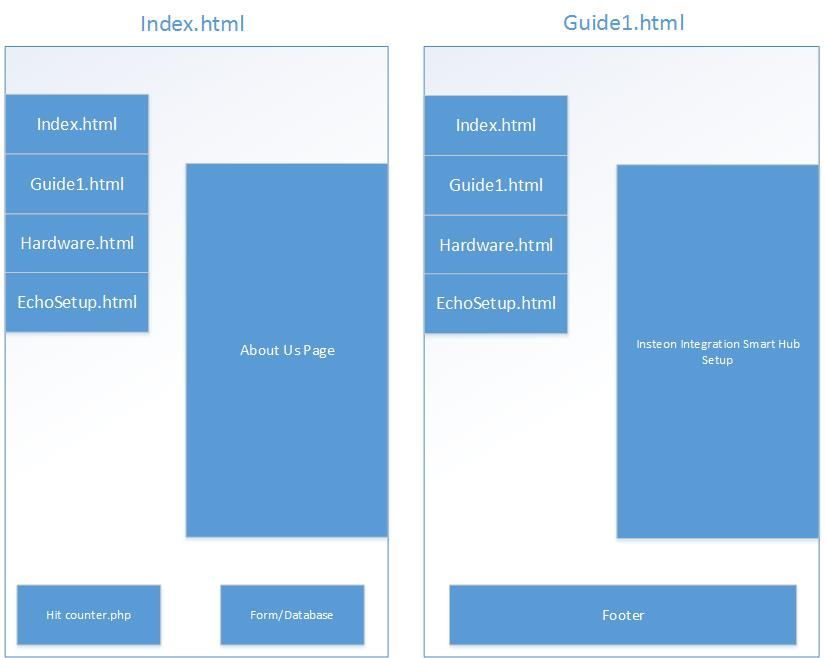 Index.html
Index.html
Guide1.html
Hardware.html
EchoSetup.html
About Us Page
Hit counter.php
Form/Database
Guide1.html
Index.html
Guide1.html
Hardware.html
EchoSetup.html
Insteon Integration Smart Hub
Setup
Footer